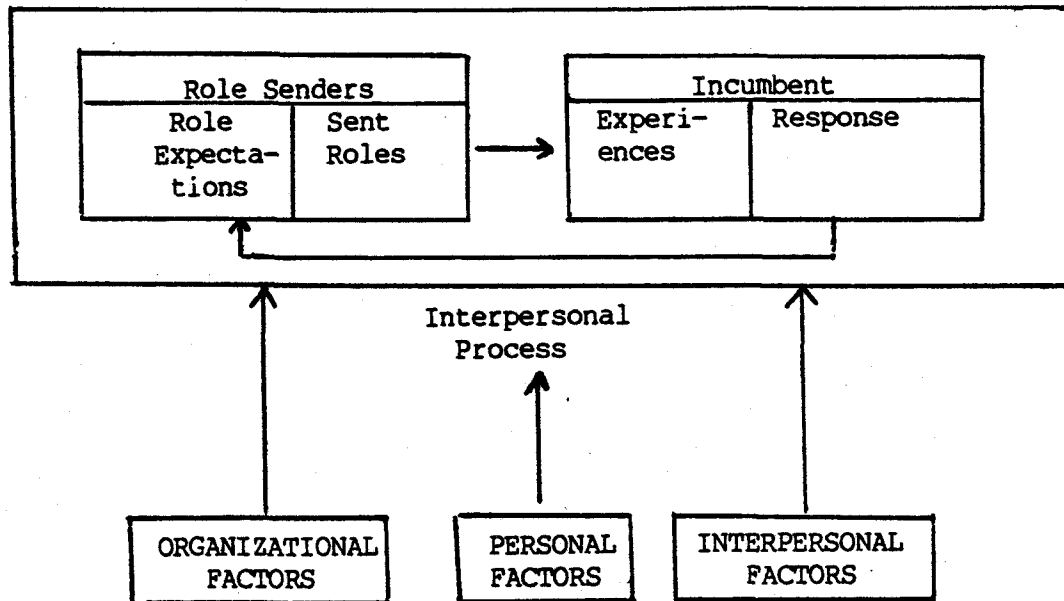 Role Senders
Role
Expecta-
tions
Sent
Roles
Incumbent
Experi-
ences
Response
Interpersonal
Process
ORGANIZATIONAL
FACTORS
PERSONAL
FACTORS
INTERPERSONAL
FACTORS